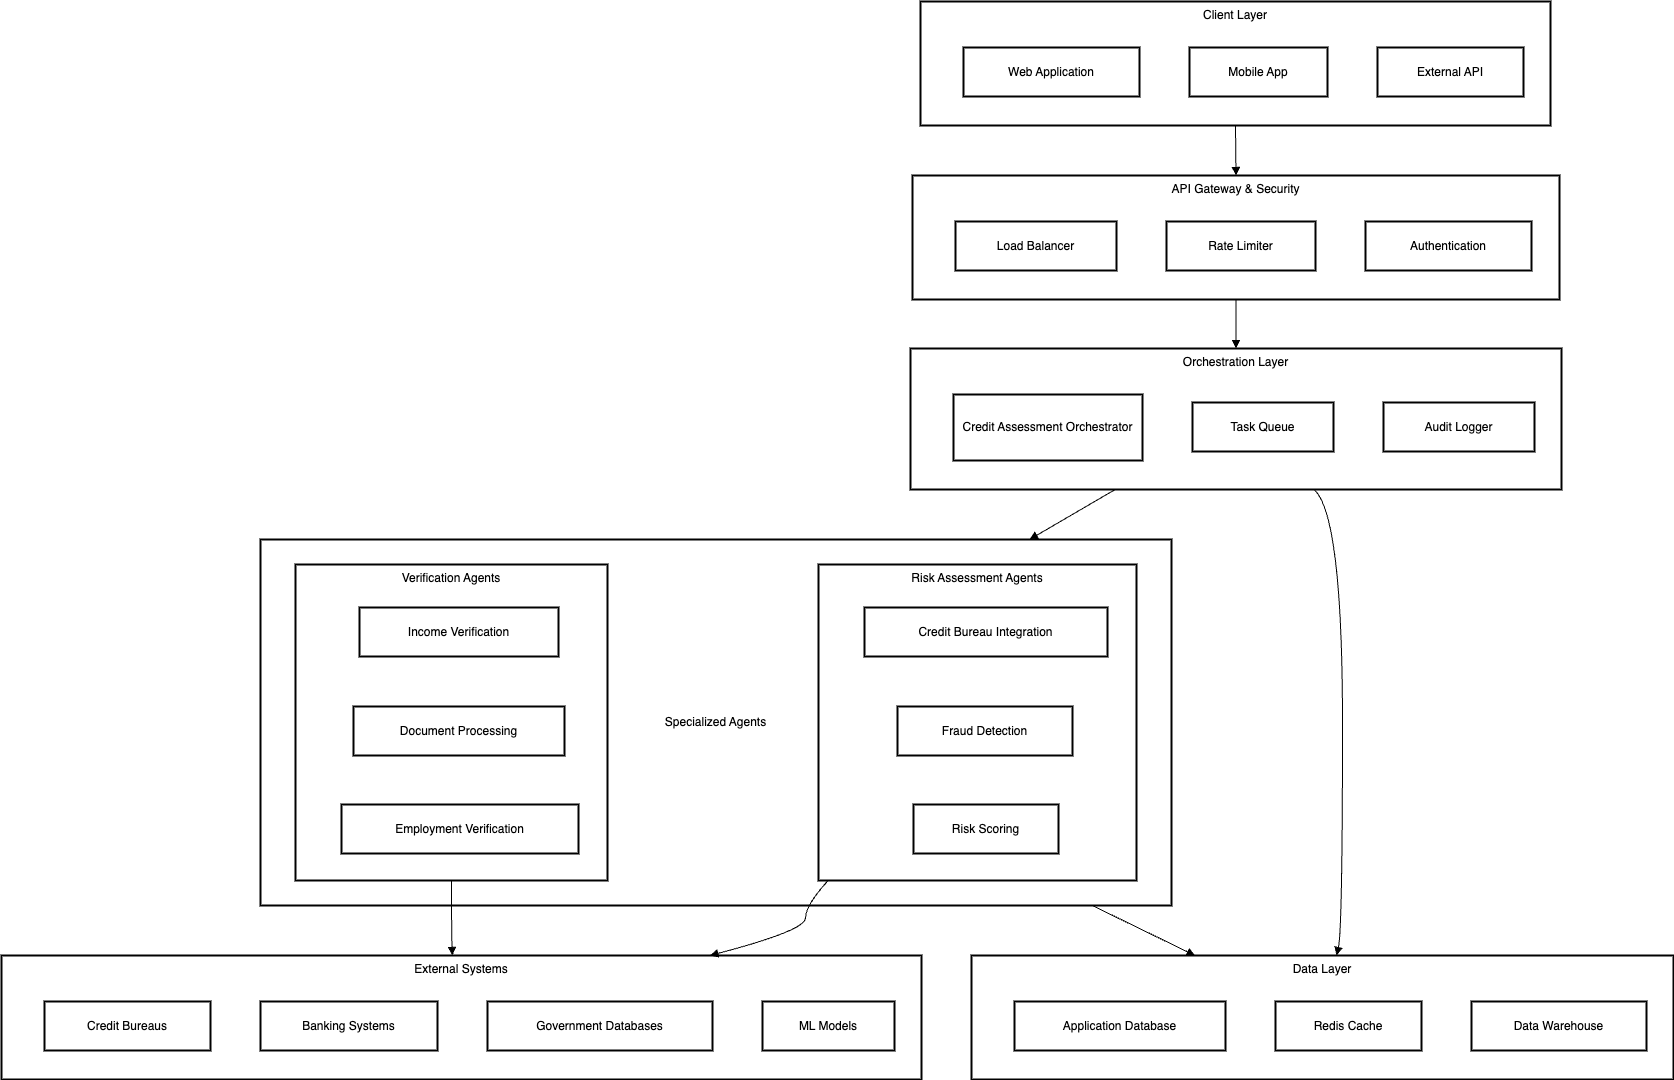 Client Layer
Web Application
Mobile App
External API
API Gateway & Security
Load Balancer
Rate Limiter
Authentication
Orchestration Layer
Credit Assessment Orchestrator
Task Queue
Audit Logger
Specialized Agents
Verification Agents
Income Verification
Document Processing
Employment Verification
Risk Assessment Agents
Credit Bureau Integration
Fraud Detection
Risk Scoring
External Systems
Credit Bureaus
Banking Systems
Government Databases
ML Models
Data Layer
Application Database
Redis Cache
Data Warehouse